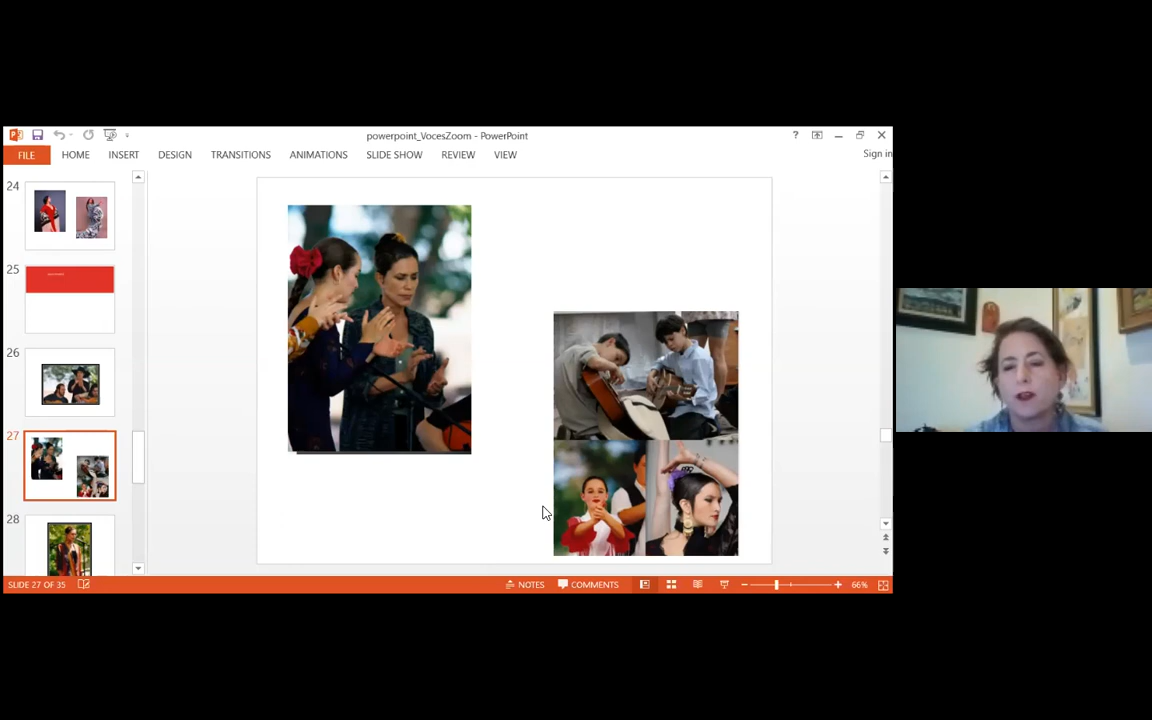 powerpoint_VocesZoom - PowerPoint
?
FILE HOME INSERT DESIGN TRANSITIONS ANIMATIONS SLIDE SHOW REVIEW VIEW
Sign in
24
25
26
27
28
SLIDE 27 OF 35
NOTES
COMMENTS
66%